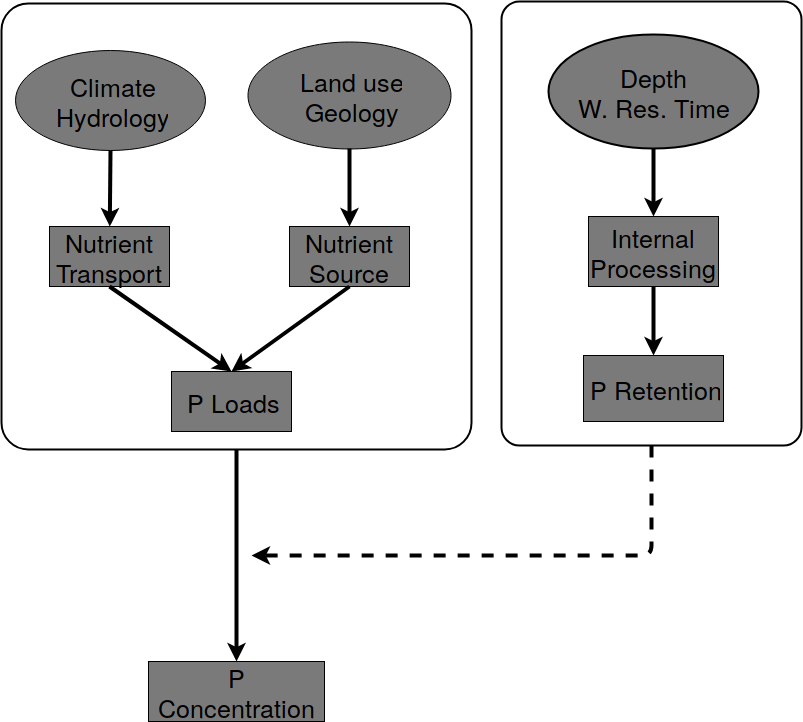 Climate
Hydrology
Land use
Geology
Depth
W. Res. Time
Nutrient
Transport
Nutrient
Source
Internal
Processing
P Loads
P Retention
P
Concentration